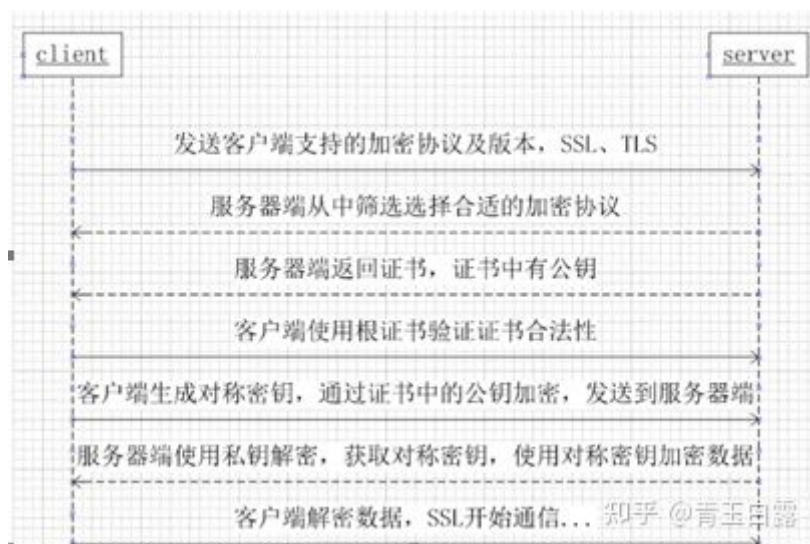 client
server
发送客户端支持的加密协议及版本，SSL、TLS
服务器端从中筛选选择合适的加密协议
服务器端返回证书，证书中有公钥
客户端使用根证书验证证书合法性
客户端生成对称密钥，通过证书中的公钥加密，发送到服务器端
服务器端使用私钥解密，获取对称密钥，使用对称密钥加密数据
客户端解密数据，SSL开始通信...
知乎 @青玉白露